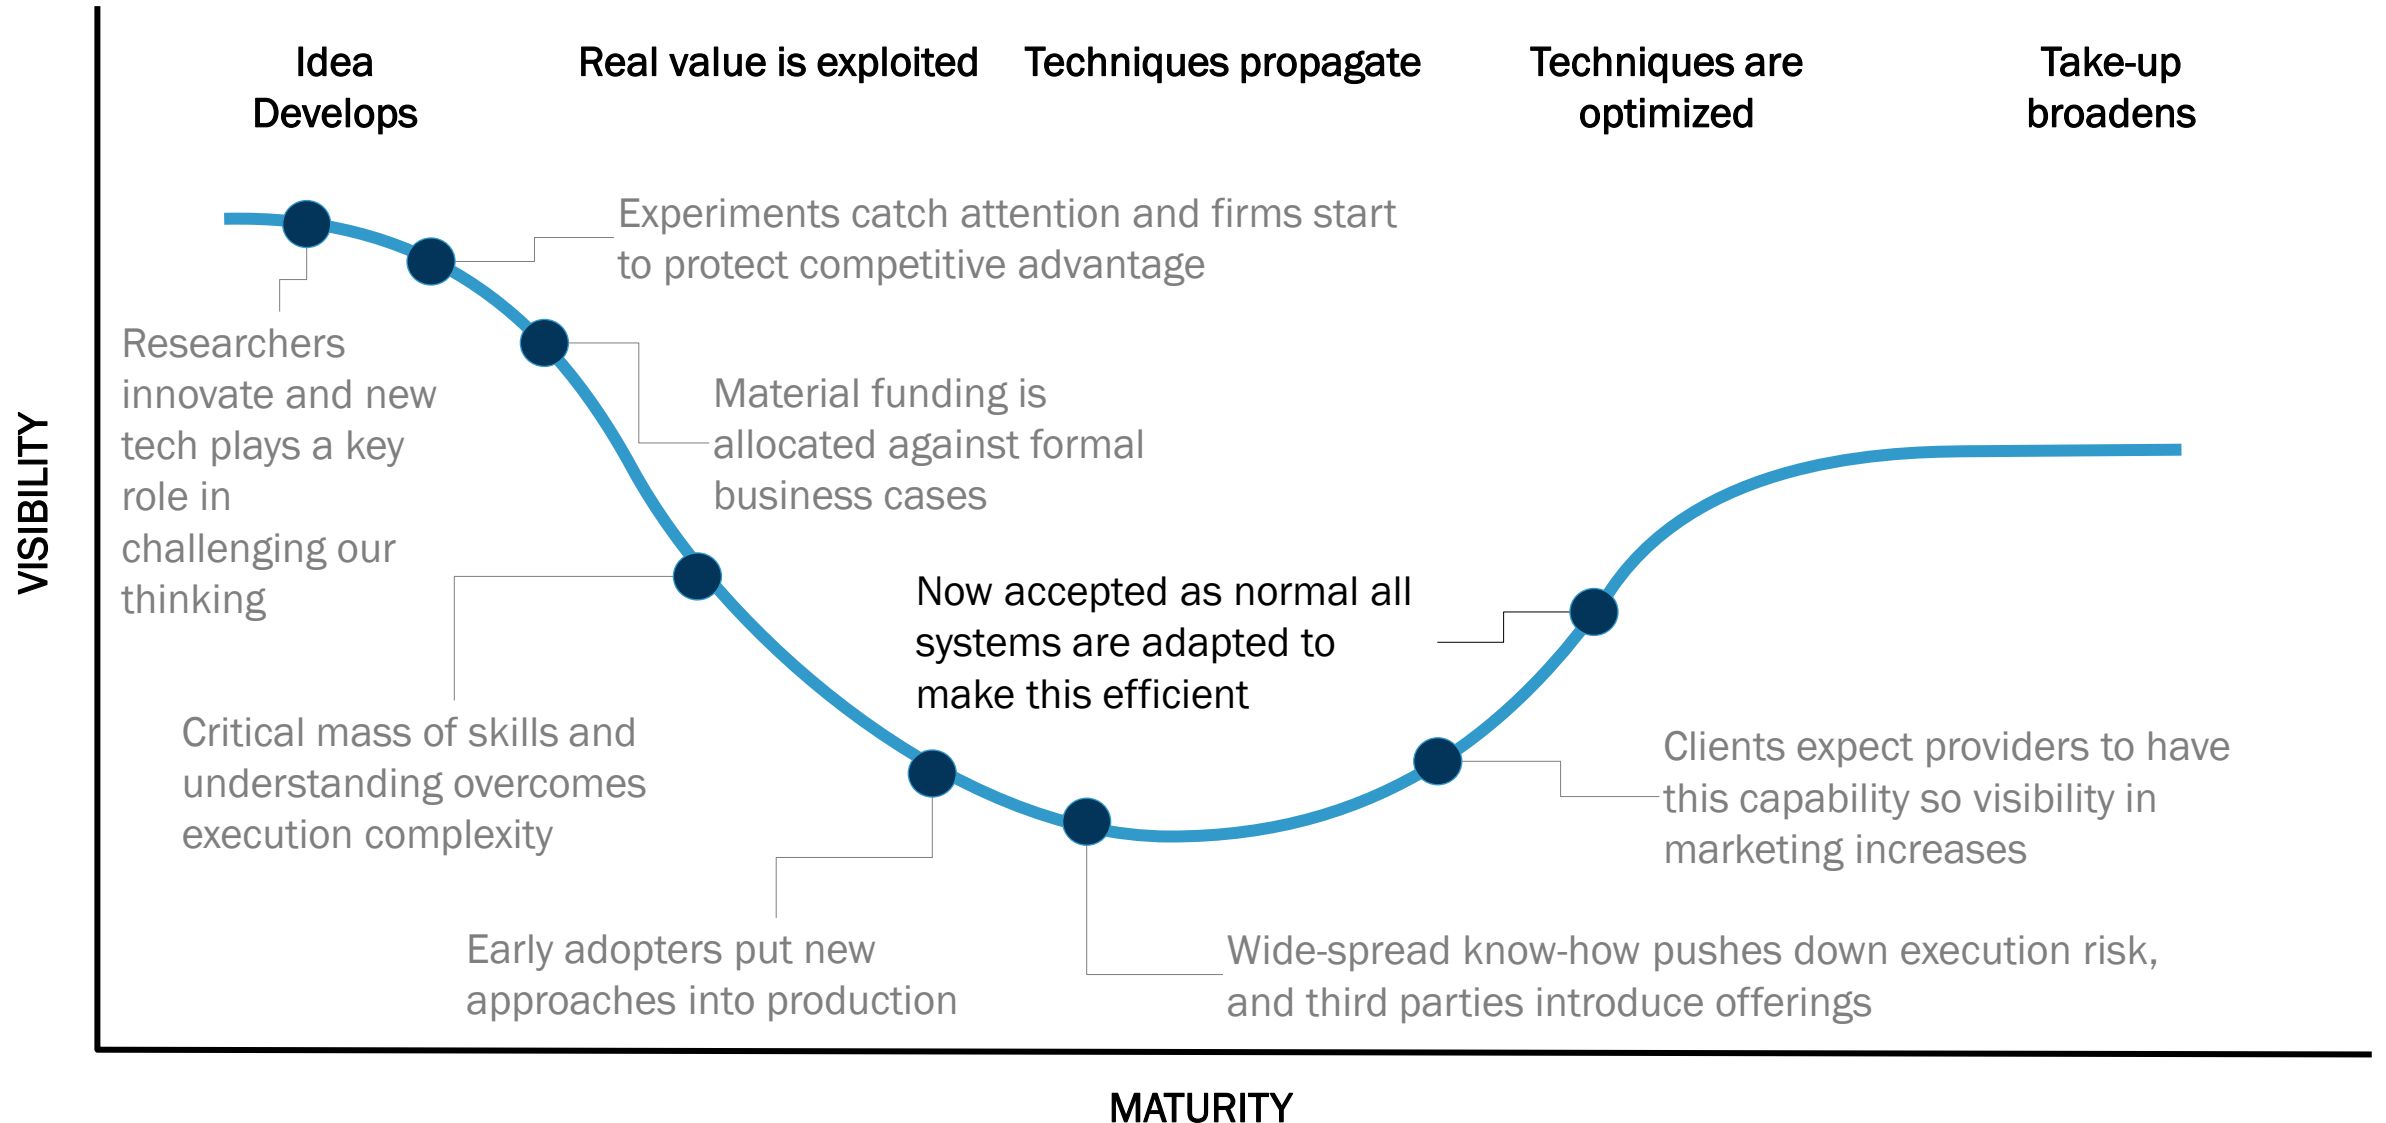 Idea
Develops
Real value is exploited
Techniques propagate
Techniques are
optimized
Take-up
broadens
Experiments catch attention and firms start
to protect competitive advantage
Researchers
innovate and new
tech plays a key
role in
challenging our
thinking
Material funding is
allocated against formal
business cases
VISIBILITY
Now accepted as normal all
systems are adapted to
make this efficient
Critical mass of skills and
understanding overcomes
execution complexity
Clients expect providers to have
this capability so visibility in
marketing increases
Early adopters put new
approaches into production
Wide-spread know-how pushes down execution risk,
and third parties introduce offerings
MATURITY